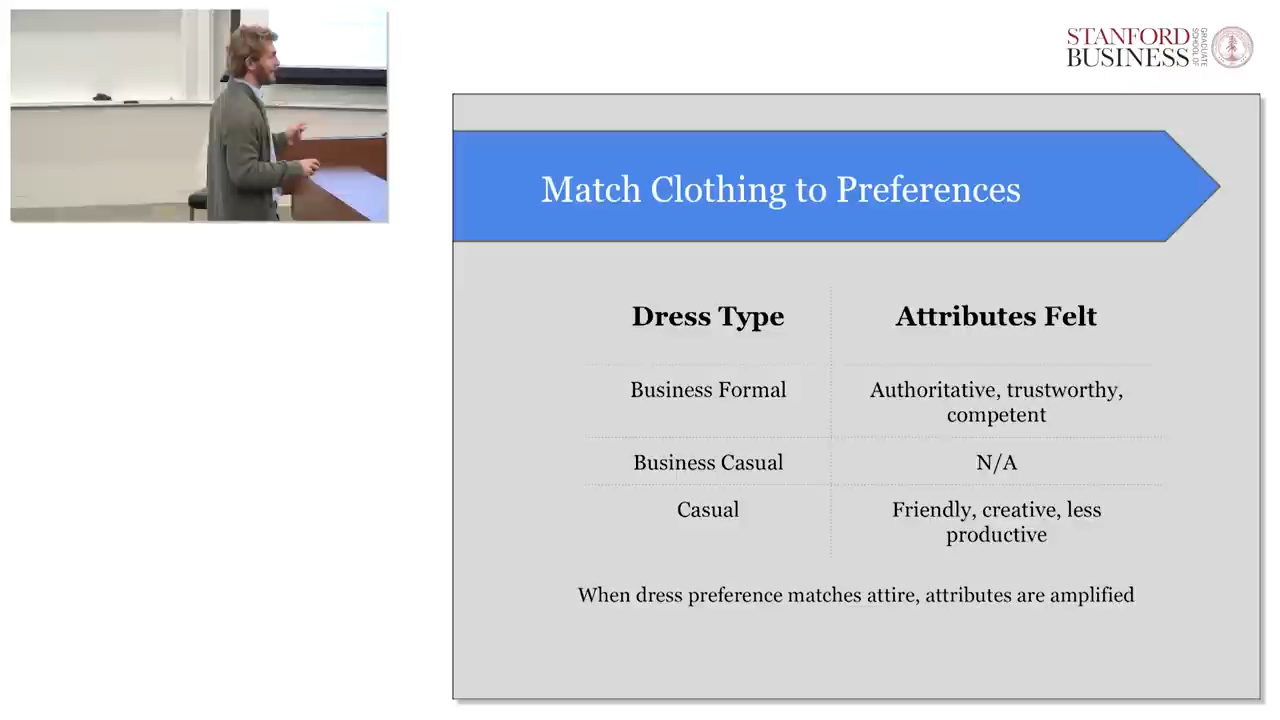 STANFORD
BUSINESS
GRADUATE
SCHOOL OF
Match Clothing to Preferences
Dress Type
Attributes Felt
Business Formal
Authoritative, trustworthy,
competent
Business Casual
N/A
Casual
Friendly, creative, less
productive
When dress preference matches attire, attributes are amplified